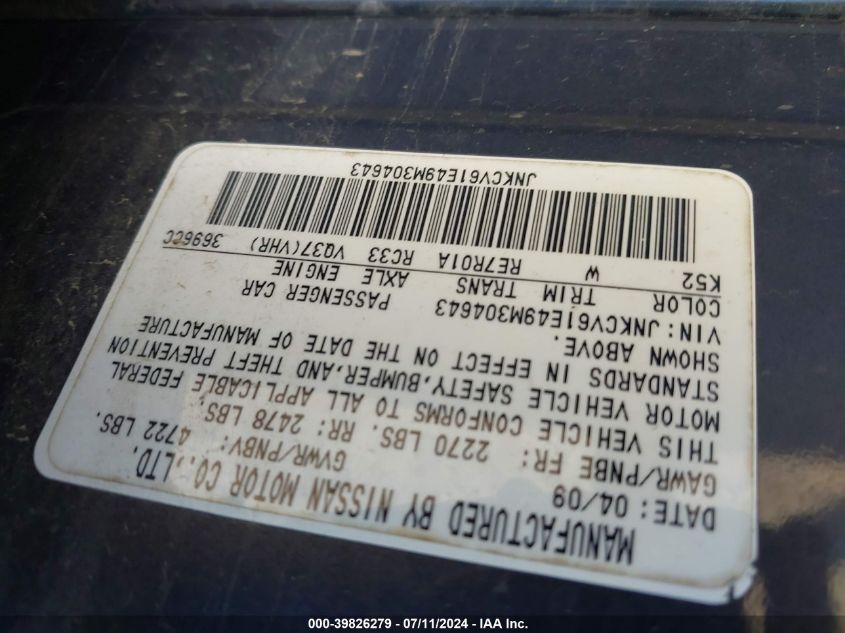 MANUFACTURED BY NISSAN MOTOR CO.,LTD.
DATE: 04/09 GVWR/PNBV: 4722 LBS.
GAWR/PNBE FR: 2270 LBS. RR: 2478 LBS.
THIS VEHICLE CONFORMS TO ALL APPLICABLE FEDERAL
MOTOR VEHICLE SAFETY,BUMPER,AND THEFT PREVENTION
STANDARDS IN EFFECT ON THE DATE OF MANUFACTURE
SHOWN ABOVE.
VIN:JNKCV61E49M304643 PASSENGER CAR
COLOR TRIM TRANS AXLE ENGINE
K52 W RE7R01A RC33 VQ37(VHR) 3696CC
JNKCV61E49M304643
000-39826279 - 07/11/2024 - IAA Inc.